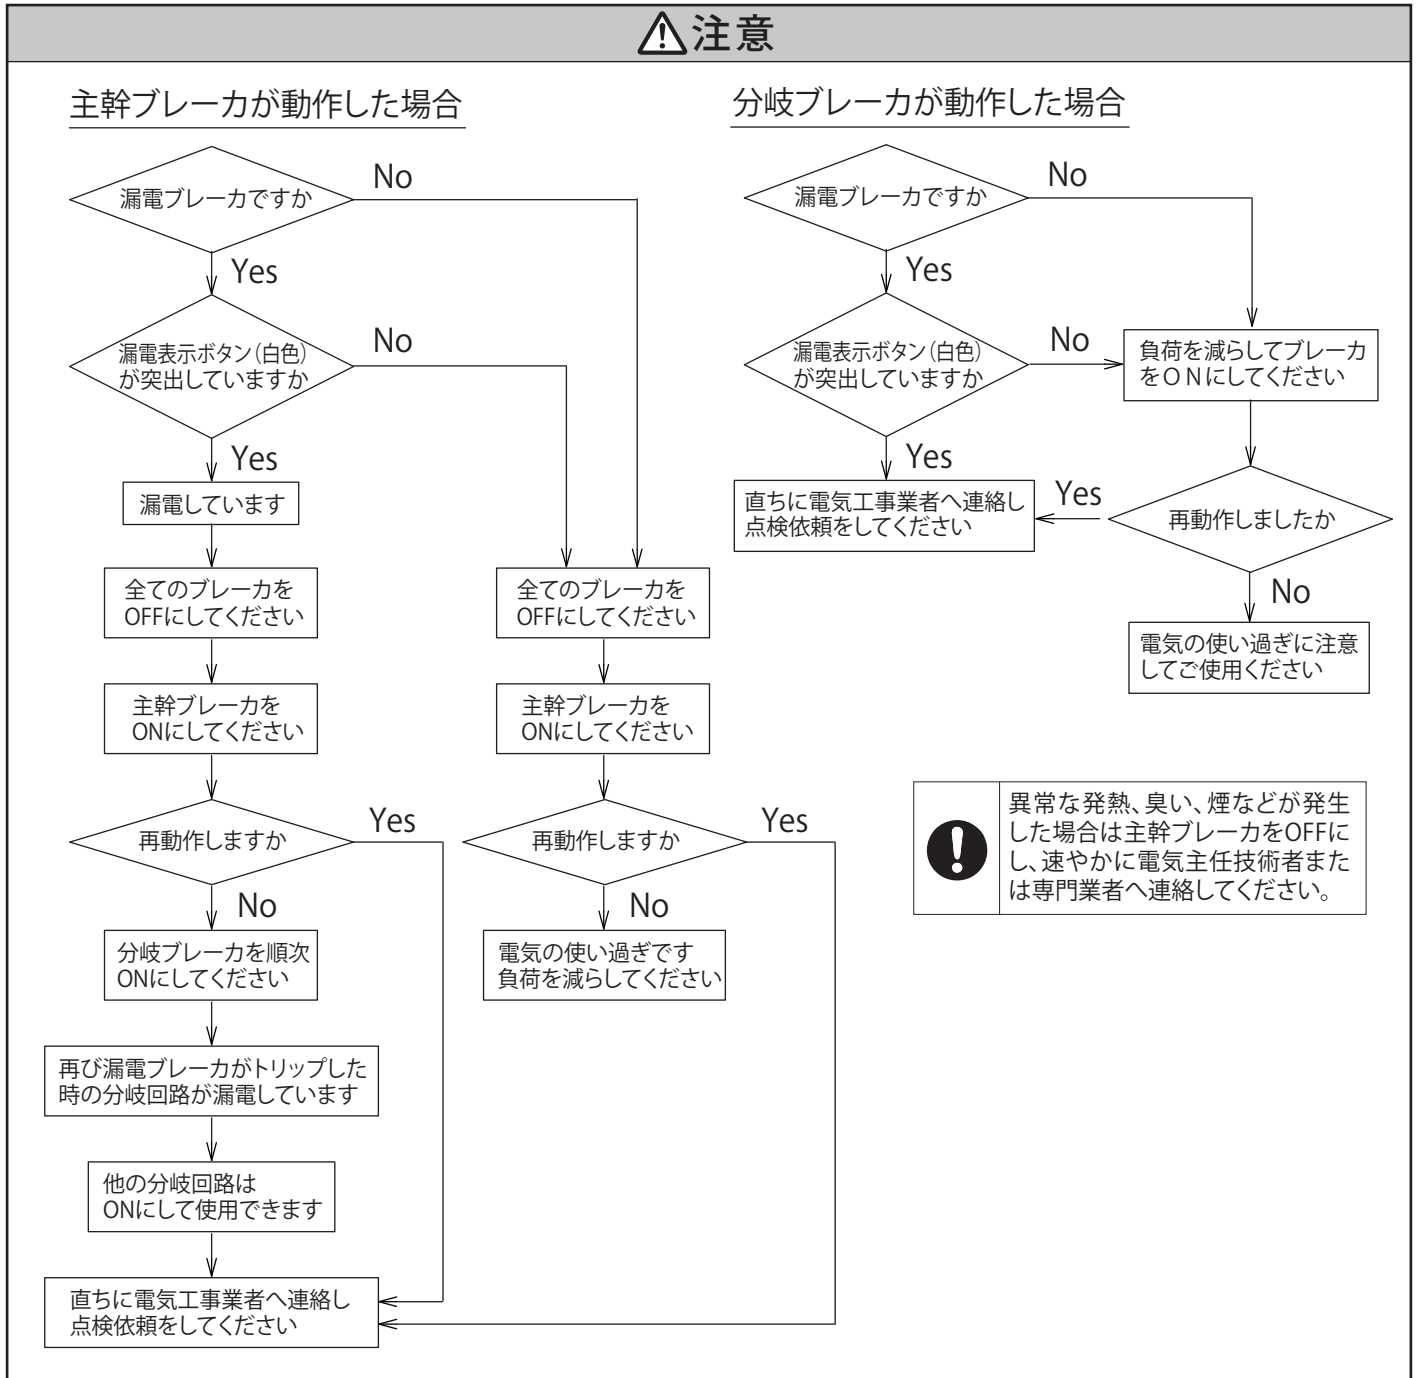 注意
主幹ブレーカが動作した場合
漏電ブレーカですか
No
Yes
漏電表示ボタン(白色)
が突出していますか
No
Yes
漏電しています
全てのブレーカを
OFFにしてください
主幹ブレーカを
ONにしてください
再動作しますか
Yes
No
分岐ブレーカを順次
ONにしてください
再び漏電ブレーカがトリップした
時の分岐回路が漏電しています
他の分岐回路は
ONにして使用できます
直ちに電気工事業者へ連絡し
点検依頼をしてください
全てのブレーカを
OFFにしてください
主幹ブレーカを
ONにしてください
再動作しますか
Yes
No
電気の使い過ぎです
負荷を減らしてください
分岐ブレーカが動作した場合
漏電ブレーカですか
No
Yes
漏電表示ボタン(白色)
が突出していますか
No
Yes
負荷を減らしてブレーカ
をONにしてください
直ちに電気工事業者へ連絡し
点検依頼をしてください
Yes
再動作しましたか
No
電気の使い過ぎに注意
してご使用ください
異常な発熱、臭い、煙などが発生
した場合は主幹ブレーカをOFFに
し、速やかに電気主任技術者また
は専門業者へ連絡してください。